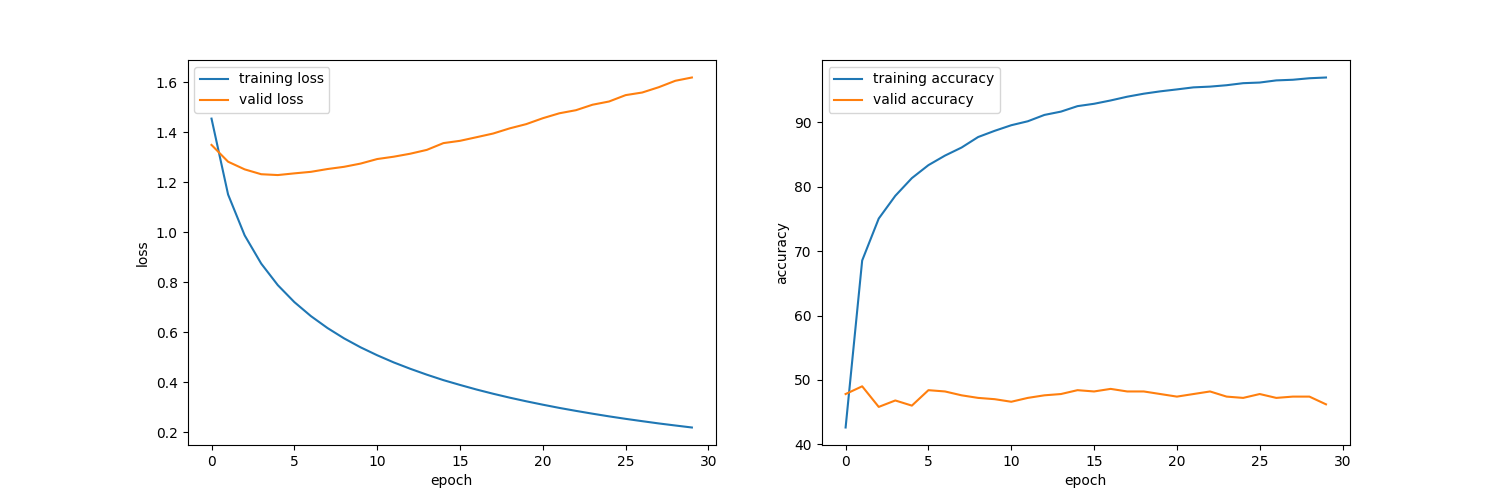 training loss
valid loss
1.6
1.4
1.2
1.0
0.8
0.6
0.4
0.2
loss
0 5 10 15 20 25 30
epoch
training accuracy
valid accuracy
90
80
70
60
50
40
accuracy
0 5 10 15 20 25 30
epoch